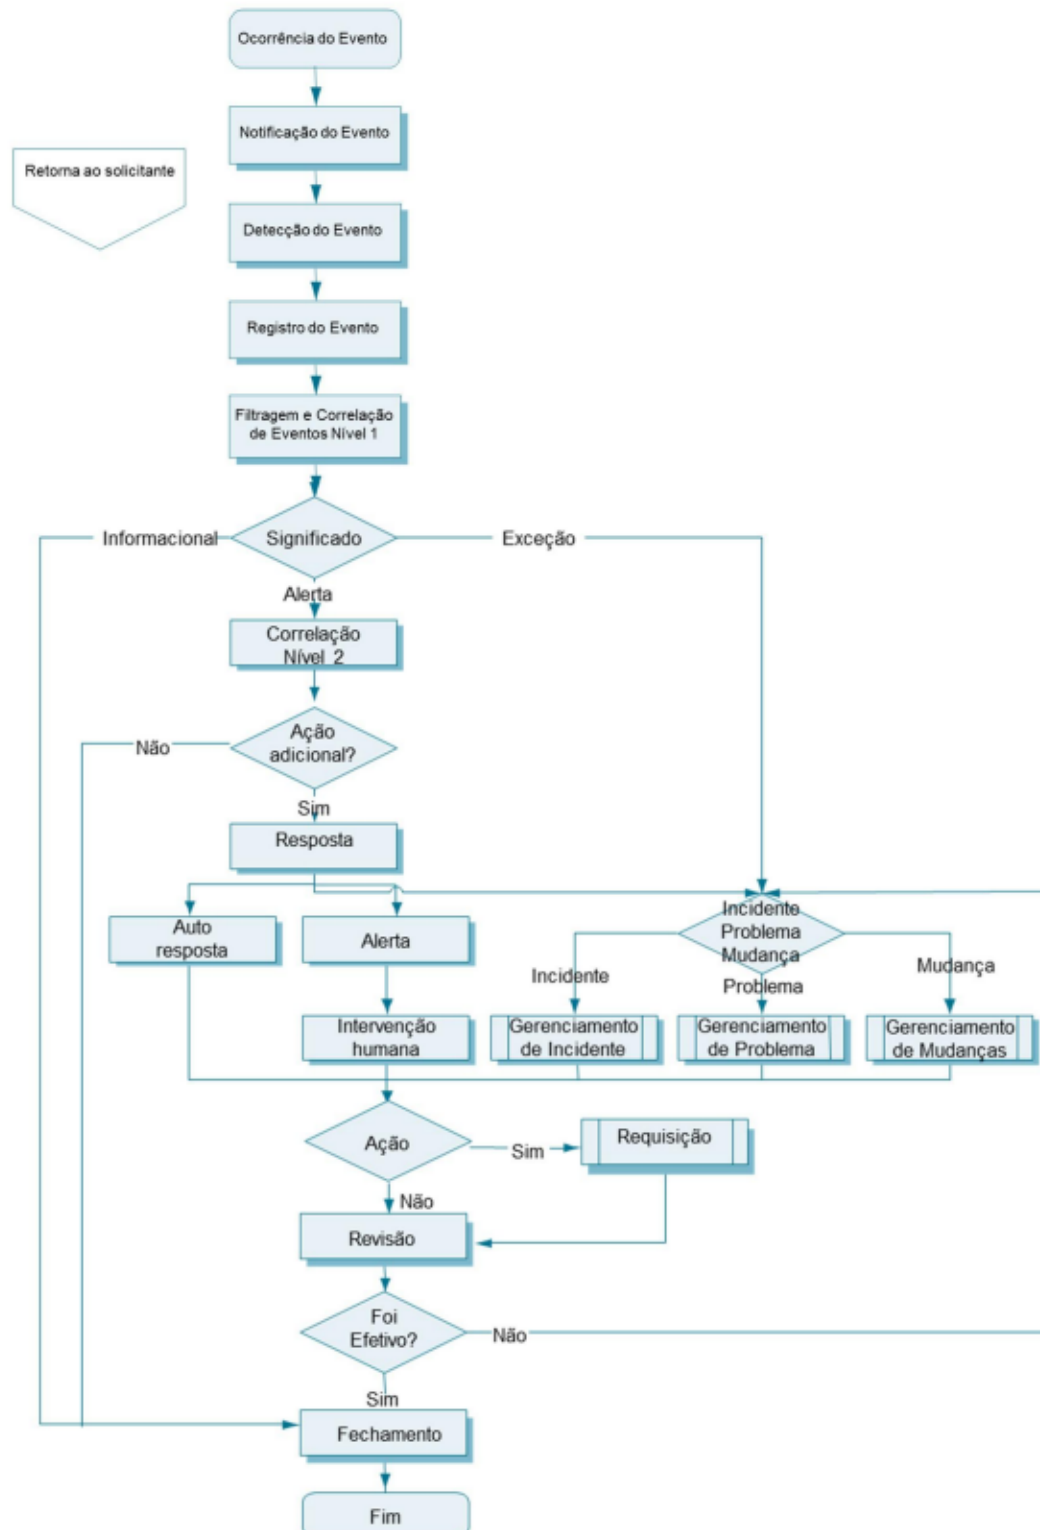 Ocorrência do Evento
Notificação do Evento
Retorna ao solicitante
Detecção do Evento
Registro do Evento
Filtragem e Correlação
de Eventos Nível 1
Informacional
Significado
Exceção
Alerta
Correlação
Nível 2
Ação
adicional?
Não
Sim
Resposta
Auto
resposta
Alerta
Incidente
Problema
Mudança
Incidente
Problema
Mudança
Intervenção
humana
Gerenciamento
de Incidente
Gerenciamento
de Problema
Gerenciamento
de Mudanças
Ação
Sim
Requisição
Não
Revisão
Foi
Efetivo?
Não
Sim
Fechamento
Fim